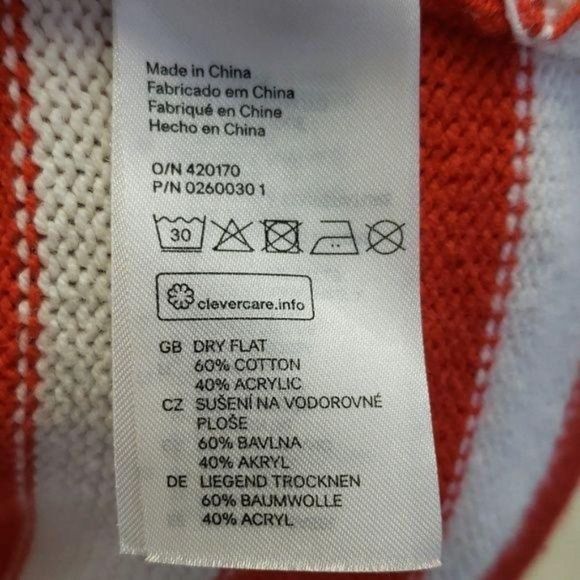 Made in China
Fabricado em China
Fabriqué en Chine
Hecho en China
O/N 420170
P/N 0260030 1
30
clevercare.info
GB DRY FLAT
60% COTTON
40% ACRYLIC
CZ SUŠENÍ NA VODOROVNÉ
PLOŠE
60% BAVLNA
40% AKRYL
DE LIEGEND TROCKNEN
60% BAUMWOLLE
40% ACRYL